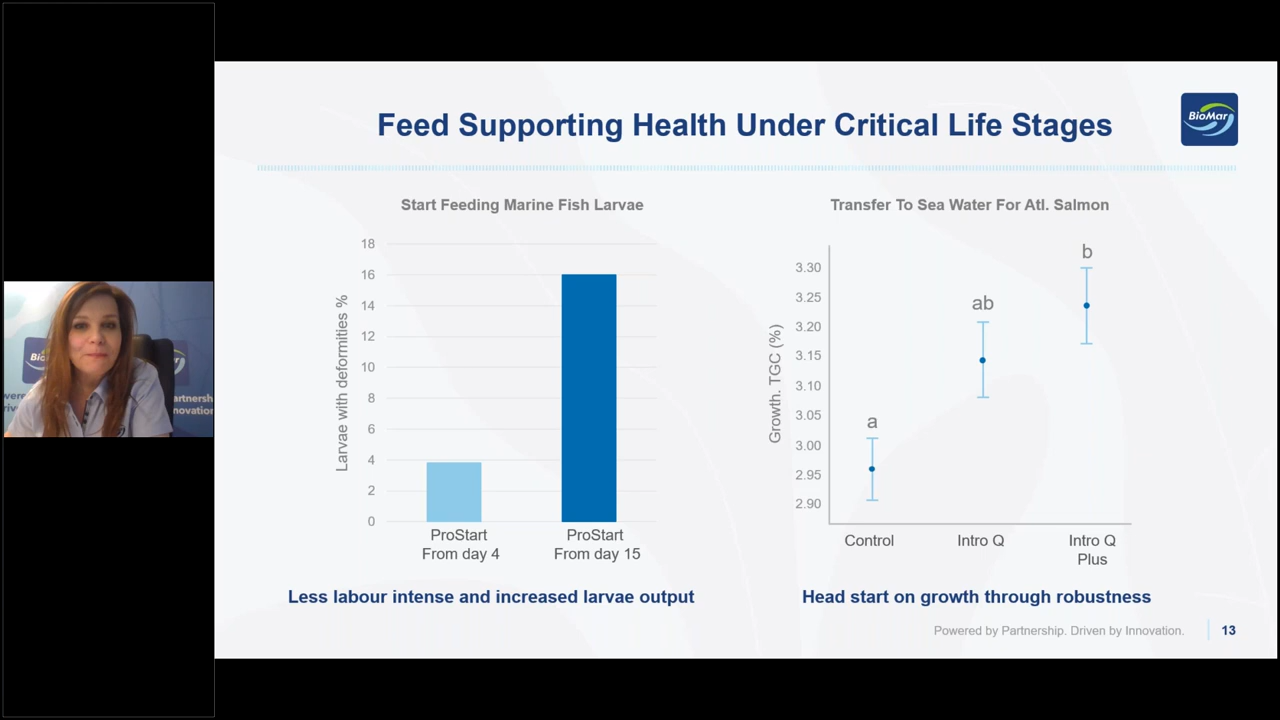 Feed Supporting Health Under Critical Life Stages
BioMar
Start Feeding Marine Fish Larvae
Larvae with deformities %
18
16
14
12
10
8
6
4
2
0
ProStart
From day 4
ProStart
From day 15
Less labour intense and increased larvae output
Transfer To Sea Water For Atl. Salmon
Growth. TGC (%)
3.30
3.25
3.20
3.15
3.10
3.05
3.00
2.95
2.90
a
ab
b
Control
Intro Q
Intro Q
Plus
Head start on growth through robustness
Powered by Partnership. Driven by Innovation.
13